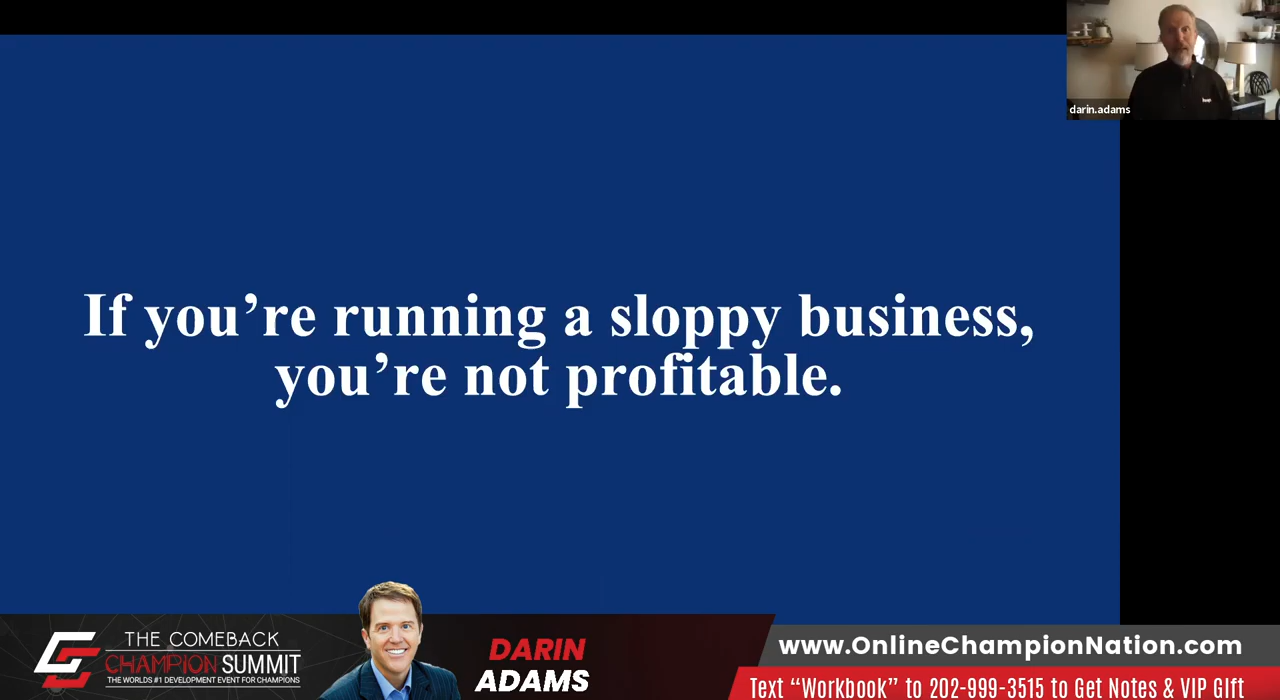 darin.adams
If you’re running a sloppy business,
you’re not profitable.
THE COMEBACK
CHAMPION SUMMIT
THE WORLDS #1 DEVELOPMENT EVENT FOR CHAMPIONS
DARIN
ADAMS
www.OnlineChampionNation.com
Text “Workbook” to 202-999-3515 to Get Notes & VIP GIft